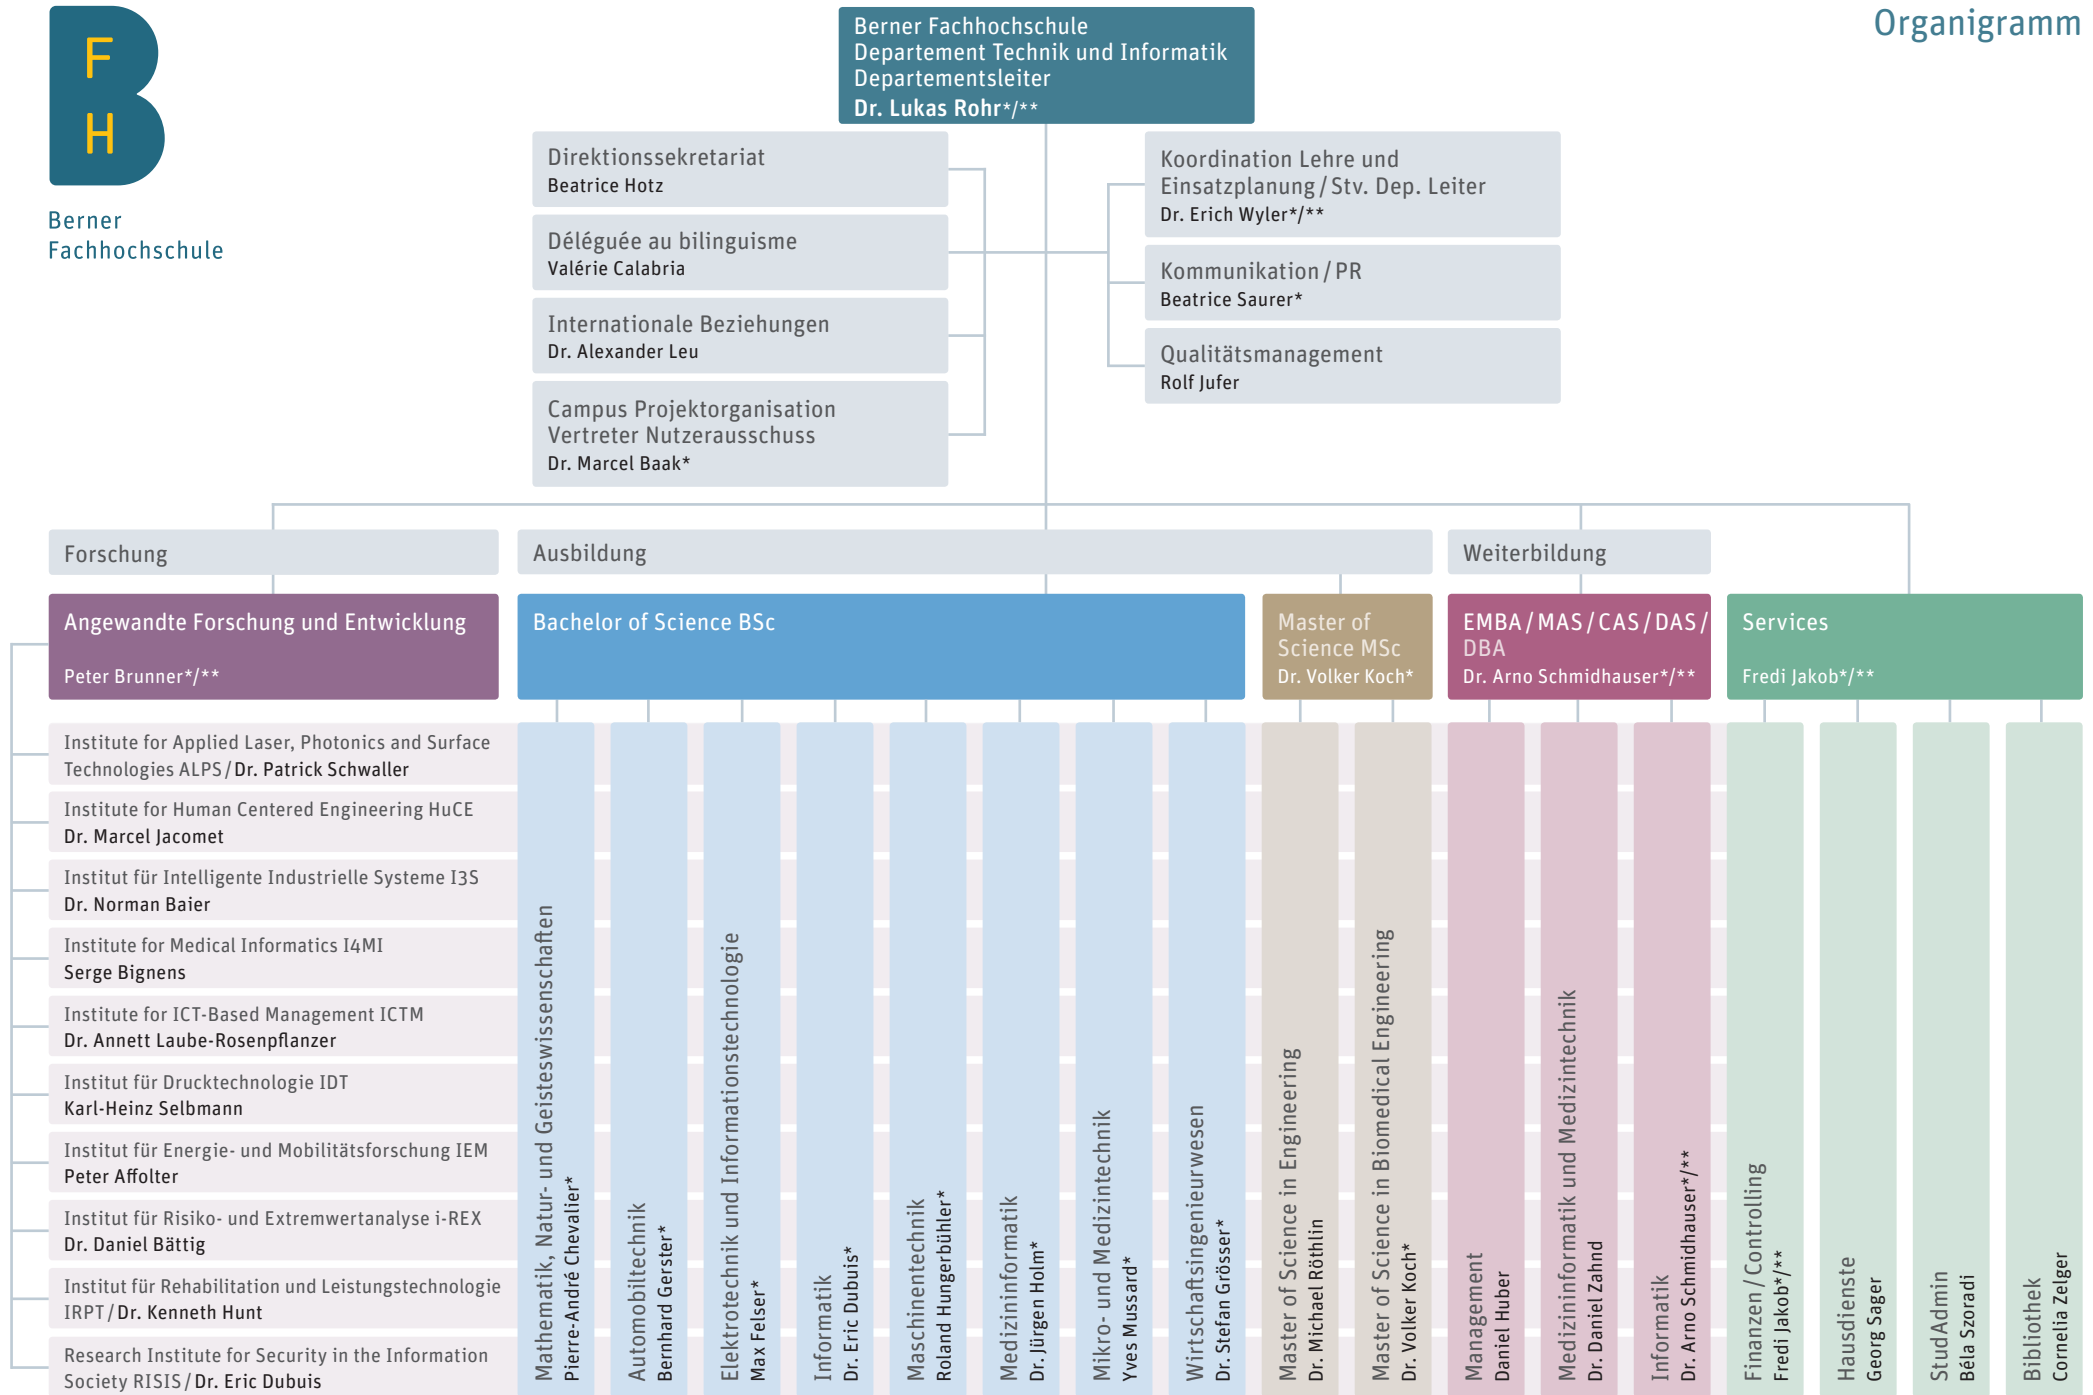 F
H
Berner
Fachhochschule
Organigramm
Berner Fachhochschule
Departement Technik und Informatik
Departementsleiter
Dr. Lukas Rohr*/**
Direktionssekretariat
Beatrice Hotz
Déléguée au bilinguisme
Valérie Calabria
Internationale Beziehungen
Dr. Alexander Leu
Campus Projektorganisation
Vertreter Nutzerausschuss
Dr. Marcel Baak*
Koordination Lehre und
Einsatzplanung/Stv. Dep. Leiter
Dr. Erich Wyler*/**
Kommunikation/PR
Beatrice Saurer*
Qualitätsmanagement
Rolf Jufer
Forschung
Ausbildung
Weiterbildung
Angewandte Forschung und Entwicklung
Peter Brunner*/**
Bachelor of Science BSc
Master of
Science MSc
Dr. Volker Koch*
EMBA/MAS/CAS/DAS/
DBA
Dr. Arno Schmidhauser*/**
Services
Fredi Jakob*/**
Institute for Applied Laser, Photonics and Surface
Technologies ALPS/Dr. Patrick Schwaller
Institute for Human Centered Engineering HuCE
Dr. Marcel Jacomet
Institut für Intelligente Industrielle Systeme I3S
Dr. Norman Baier
Institute for Medical Informatics I4MI
Serge Bignens
Institute for ICT-Based Management ICTM
Dr. Annett Laube-Rosenpflanzer
Institut für Drucktechnologie IDT
Karl-Heinz Selbmann
Institut für Energie- und Mobilitätsforschung IEM
Peter Affolter
Institut für Risiko- und Extremwertanalyse i-REX
Dr. Daniel Bättig
Institut für Rehabilitation und Leistungstechnologie
IRPT/Dr. Kenneth Hunt
Research Institute for Security in the Information
Society RISIS/Dr. Eric Dubuis
Mathematik, Natur- und Geisteswissenschaften
Pierre-André Chevalier*
Automobiltechnik
Bernhard Gerster*
Elektrotechnik und Informationstechnologie
Max Felser*
Informatik
Dr. Eric Dubuis*
Maschinentechnik
Roland Hungerbühler*
Medizininformatik
Dr. Jürgen Holm*
Mikro- und Medizintechnik
Yves Mussard*
Wirtschaftsingenieurwesen
Dr. Stefan Grösser*
Master of Science in Engineering
Dr. Michael Röthlin
Master of Science in Biomedical Engineering
Dr. Volker Koch*
Management
Daniel Huber
Medizininformatik und Medizintechnik
Dr. Daniel Zahnd
Informatik
Dr. Arno Schmidhauser*/**
Finanzen/Controlling
Fredi Jakob*/**
Hausdienste
Georg Sager
StudAdmin
Béla Szoradi
Bibliothek
Cornelia Zelger